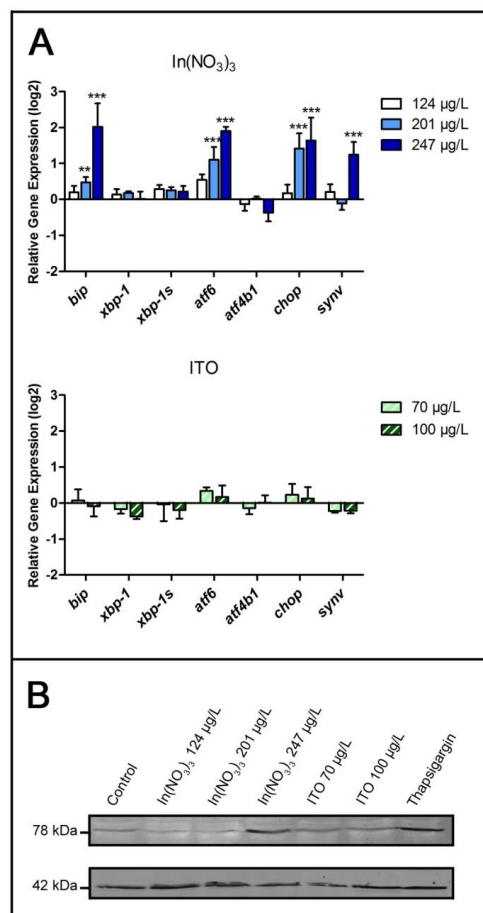 A
In(NO₃)₃
Relative Gene Expression (log2)
3
2
1
0
-1
-2
** *** *** *** *** *** ***
bip xbp-1 xbp-1s atf6 atf4b1 chop synv
124 µg/L
201 µg/L
247 µg/L
ITO
Relative Gene Expression (log2)
3
2
1
0
-1
-2
bip xbp-1 xbp-1s atf6 atf4b1 chop synv
70 µg/L
100 µg/L
B
Control
In(NO₃)₃ 124 µg/L
In(NO₃)₃ 201 µg/L
In(NO₃)₃ 247 µg/L
ITO 70 µg/L
ITO 100 µg/L
Thapsigargin
78 kDa
42 kDa